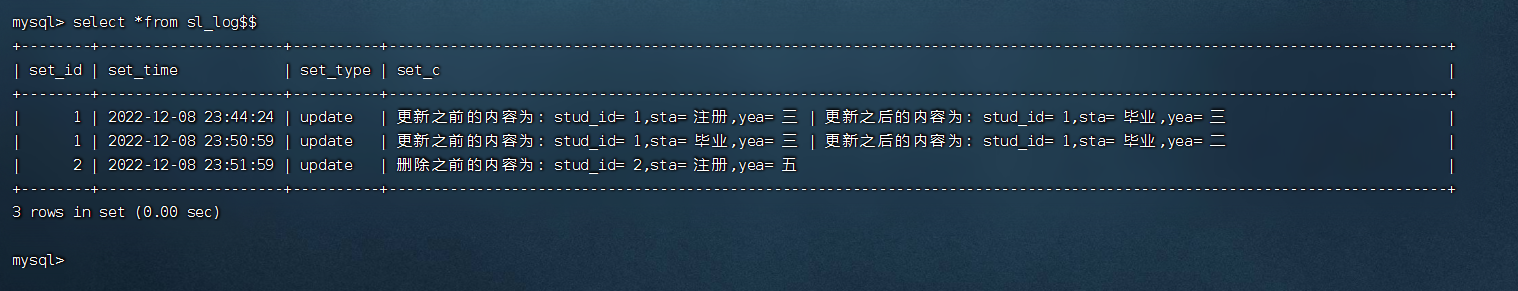 mysql> select *from sl_log$$
+--------+---------------------+----------+----------------------------------------------------------------------------------------------------------------------------+
| set_id | set_time            | set_type | set_c                                                                                                                      |
+--------+---------------------+----------+----------------------------------------------------------------------------------------------------------------------------+
|      1 | 2022-12-08 23:44:24 | update   | 更新之前的内容为: stud_id= 1,sta= 注册,yea= 三 | 更新之后的内容为: stud_id= 1,sta= 毕业,yea= 三 |
|      1 | 2022-12-08 23:50:59 | update   | 更新之前的内容为: stud_id= 1,sta= 毕业,yea= 三 | 更新之后的内容为: stud_id= 1,sta= 毕业,yea= 二 |
|      2 | 2022-12-08 23:51:59 | update   | 删除之前的内容为: stud_id= 2,sta= 注册,yea= 五 |
+--------+---------------------+----------+----------------------------------------------------------------------------------------------------------------------------+
3 rows in set (0.00 sec)
mysql>